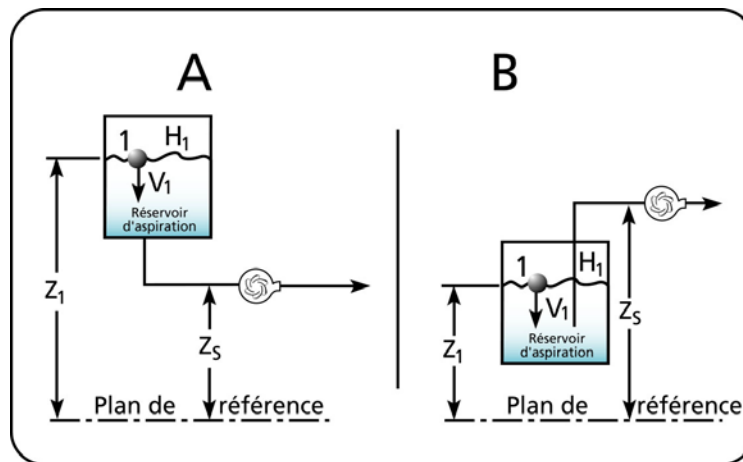 A
1 H₁
V₁
Réservoir
d'aspiration
Z₁
Zₛ
Plan de référence
B
1 H₁
V₁
Réservoir
d'aspiration
Z₁
Zₛ
Plan de référence